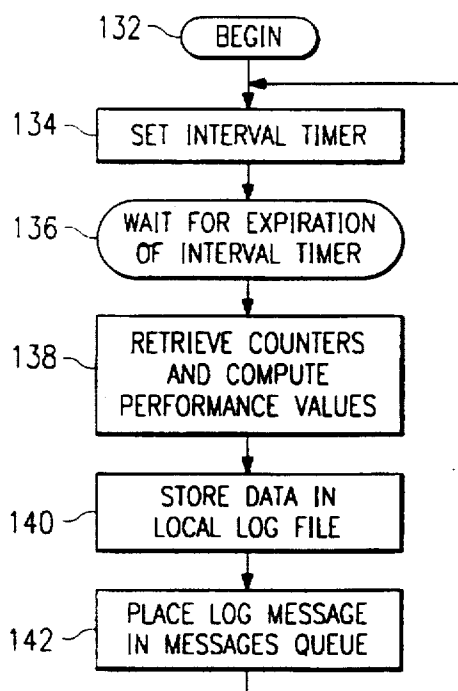 132
BEGIN
134
SET INTERVAL TIMER
136
WAIT FOR EXPIRATION
OF INTERVAL TIMER
138
RETRIEVE COUNTERS
AND COMPUTE
PERFORMANCE VALUES
140
STORE DATA IN
LOCAL LOG FILE
142
PLACE LOG MESSAGE
IN MESSAGES QUEUE